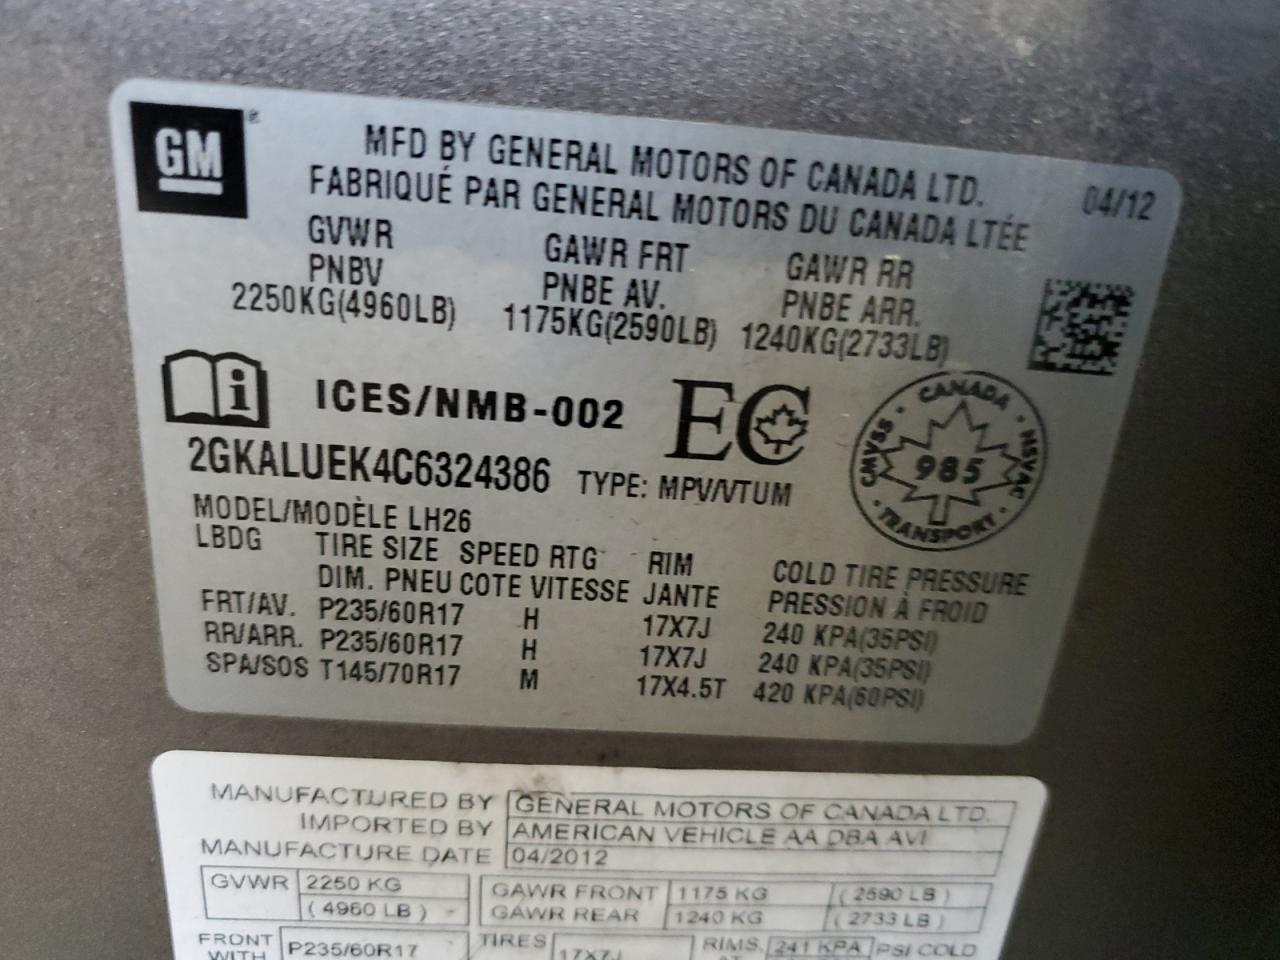 GM
MFD BY GENERAL MOTORS OF CANADA LTD. 04/12
FABRIQUÉ PAR GENERAL MOTORS DU CANADA LTÉE
GVWR GAWR FRT GAWR RR
PNBV PNBE AV. PNBE ARR.
2250KG(4960LB) 1175KG(2590LB) 1240KG(2733LB)
i ICES/NMB-002 EC
CANADA
CMVSS 985 NSVAC
TRANSPORT
2GKALUEK4C6324386 TYPE: MPV/VTUM
MODEL/MODÈLE LH26
LBDG TIRE SIZE SPEED RTG RIM COLD TIRE PRESSURE
DIM. PNEU COTE VITESSE JANTE PRESSION À FROID
FRT/AV. P235/60R17 H 17X7J 240 KPA(35PSI)
RR/ARR. P235/60R17 H 17X7J 240 KPA(35PSI)
SPA/SOS T145/70R17 M 17X4.5T 420 KPA(60PSI)
MANUFACTURED BY GENERAL MOTORS OF CANADA LTD.
IMPORTED BY AMERICAN VEHICLE AA DBA AVI
MANUFACTURE DATE 04/2012
GVWR 2250 KG GAWR FRONT 1175 KG (2590 LB)
(4960 LB) GAWR REAR 1240 KG (2733 LB)
FRONT P235/60R17 TIRES 17X7J RIMS, 241 KPA PSI COLD
WITH AT